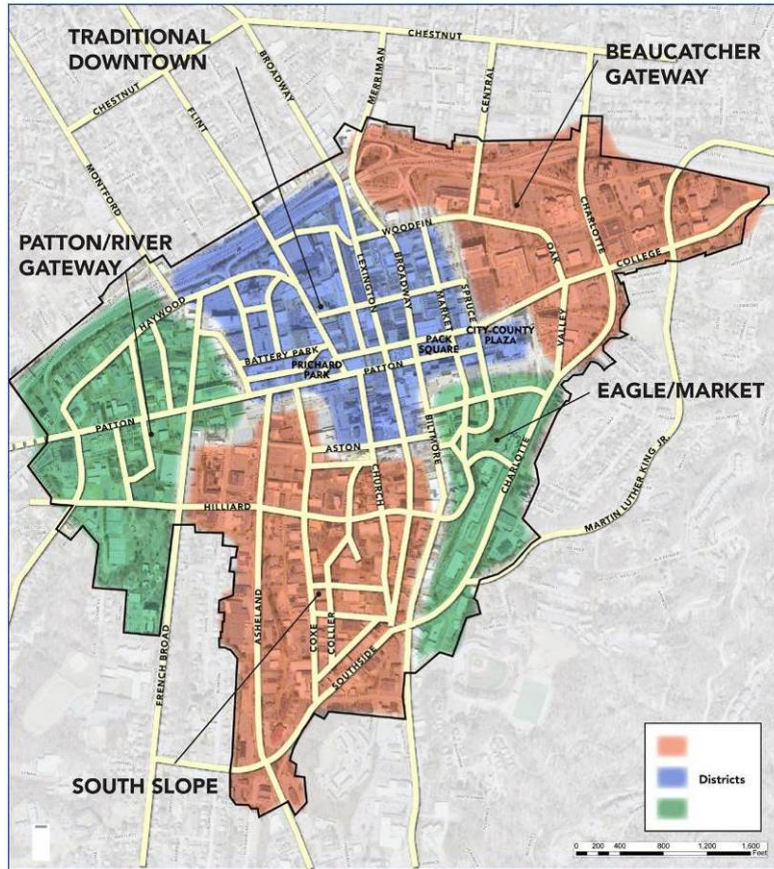 TRADITIONAL
DOWNTOWN
BEAUCATCHER
GATEWAY
PATTON/RIVER
GATEWAY
EAGLE/MARKET
SOUTH SLOPE
CHESTNUT
CHESTNUT
BROADWAY
MERRIMAN
CENTRAL
FLINT
MONTFORD
WOODFIN
CHARLOTTE
OAK
COLLEGE
HAYWOOD
LEXINGTON
BROADWAY
MARKET
SPRUCE
CITY-COUNTY
PLAZA
PACK
SQUARE
VALLEY
BATTERY PARK
PRICHARD
PARK
PATTON
PATTON
ASTON
BILTMORE
CHURCH
CHARLOTTE
MARTIN LUTHER KING JR.
HILLIARD
ASHELAND
COXE
COLLIER
SOUTHSIDE
FRENCH BROAD
Districts
0 200 400 800 1,200 1,600
Feet